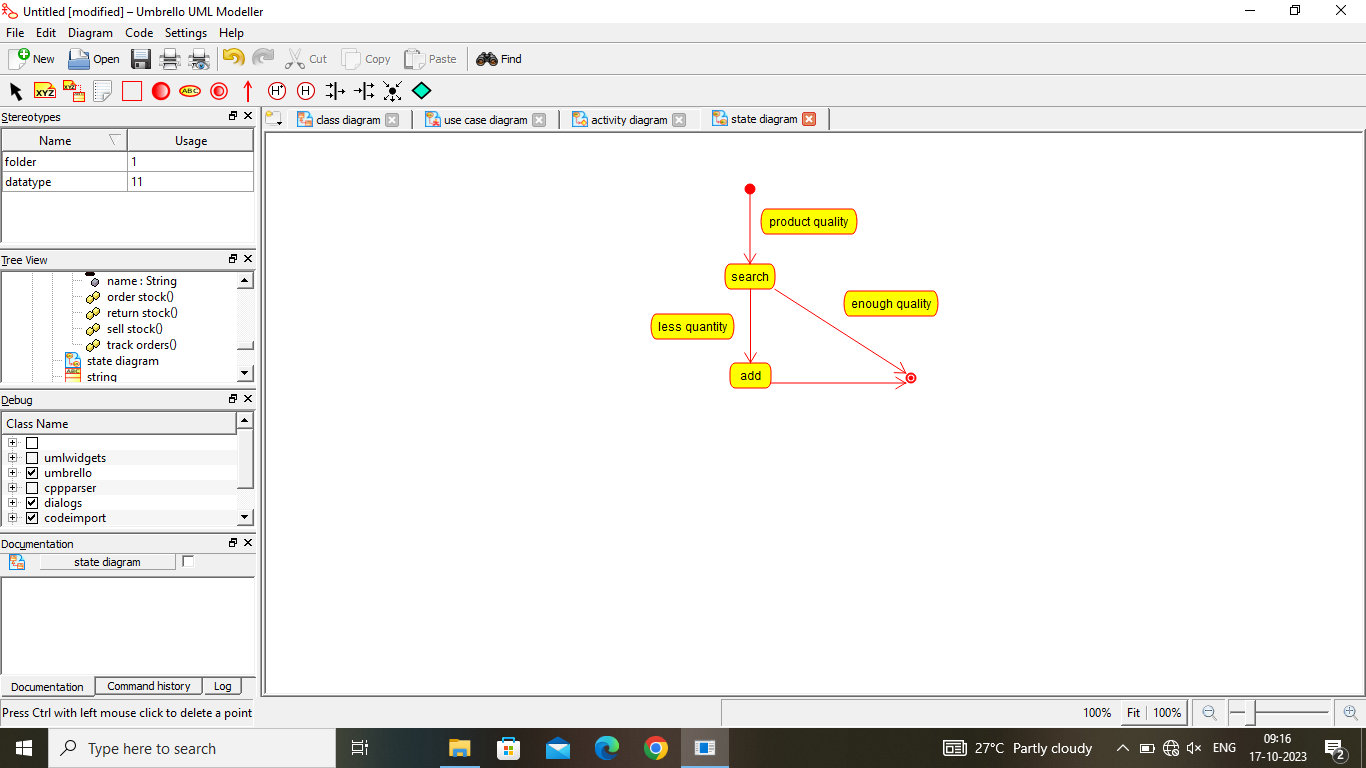 Untitled [modified] – Umbrello UML Modeller
File Edit Diagram Code Settings Help
New Open Cut Copy Paste Find
XYZ XYZ ABC H* H
Stereotypes
Name Usage
folder 1
datatype 11
Tree View
name : String
order stock()
return stock()
sell stock()
track orders()
state diagram
string
Debug
Class Name
umlwidgets
umbrello
cppparser
dialogs
codeimport
Documentation
state diagram
Documentation Command history Log
class diagram use case diagram activity diagram state diagram
product quality
search
enough quality
less quantity
add
Press Ctrl with left mouse click to delete a point
100% Fit 100%
Type here to search
27°C Partly cloudy
ENG
09:16
17-10-2023
2